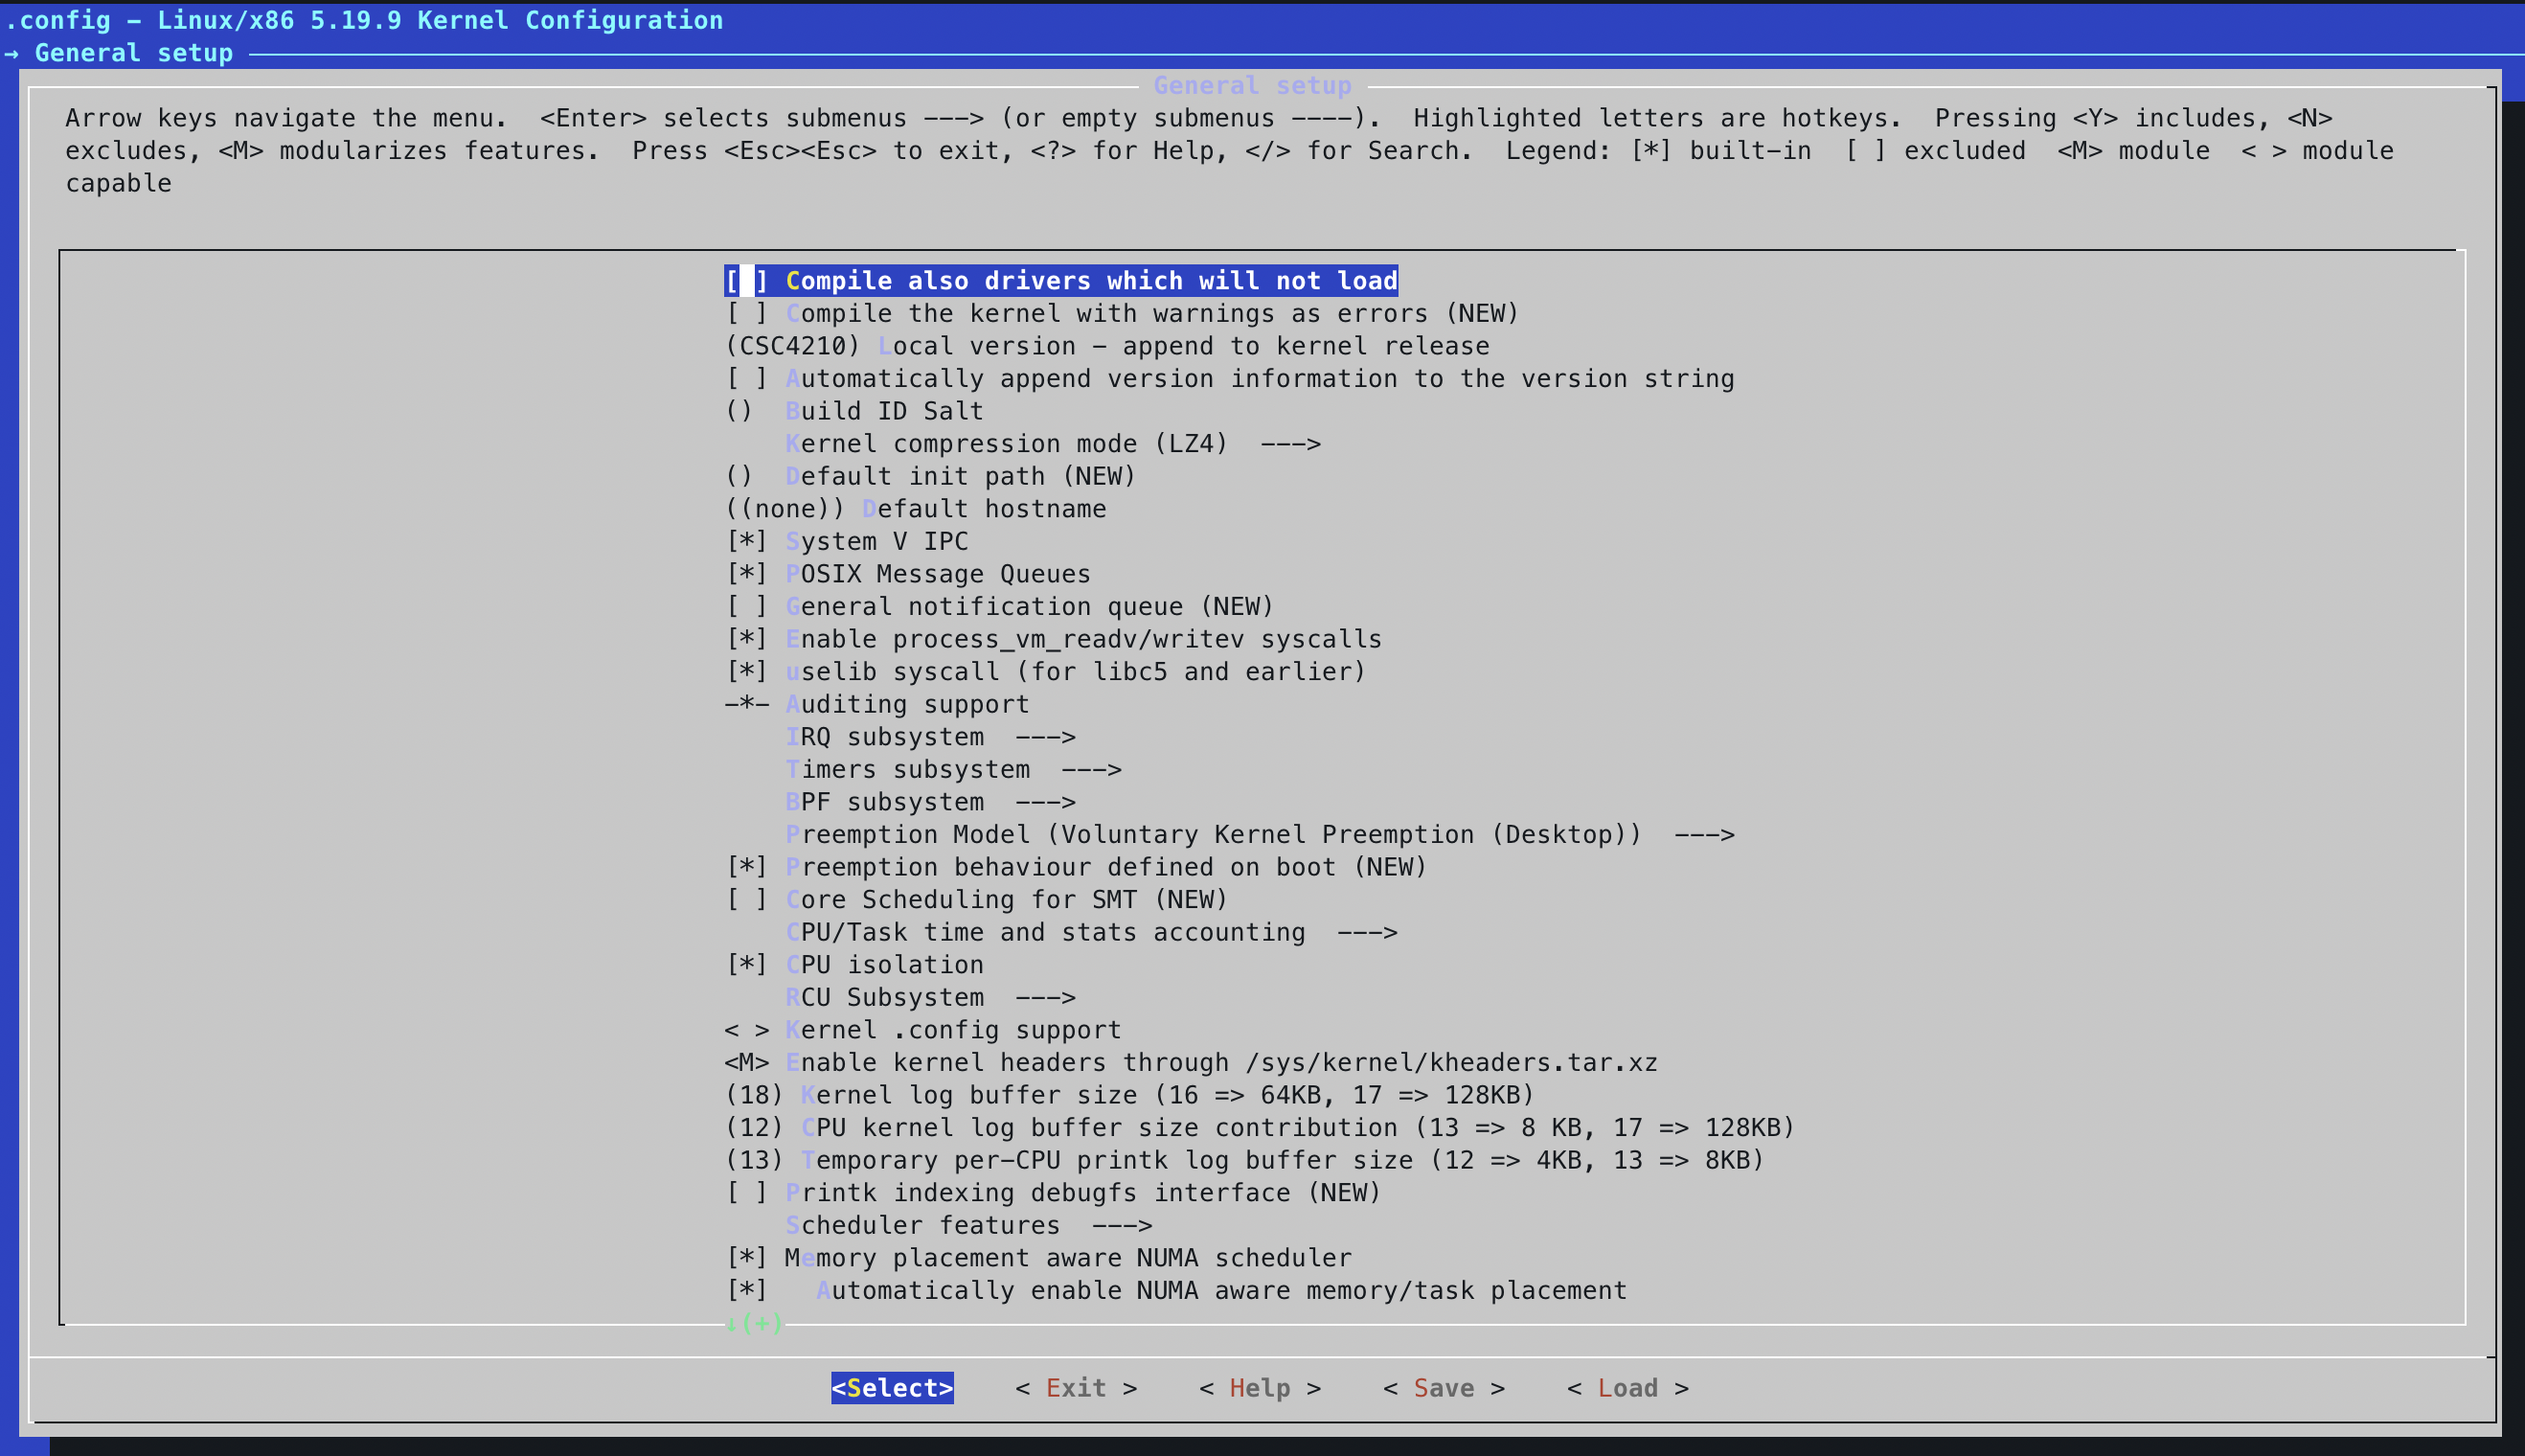 .config - Linux/x86 5.19.9 Kernel Configuration
→ General setup
General setup
Arrow keys navigate the menu.  <Enter> selects submenus ---> (or empty submenus ----).  Highlighted letters are hotkeys.  Pressing <Y> includes, <N>
excludes, <M> modularizes features.  Press <Esc><Esc> to exit, <?> for Help, </> for Search.  Legend: [*] built-in  [ ] excluded  <M> module  < > module
capable
[ ] Compile also drivers which will not load
[ ] Compile the kernel with warnings as errors (NEW)
(CSC4210) Local version - append to kernel release
[ ] Automatically append version information to the version string
()  Build ID Salt
    Kernel compression mode (LZ4)  --->
()  Default init path (NEW)
((none)) Default hostname
[*] System V IPC
[*] POSIX Message Queues
[ ] General notification queue (NEW)
[*] Enable process_vm_readv/writev syscalls
[*] uselib syscall (for libc5 and earlier)
-*- Auditing support
    IRQ subsystem  --->
    Timers subsystem  --->
    BPF subsystem  --->
    Preemption Model (Voluntary Kernel Preemption (Desktop))  --->
[*] Preemption behaviour defined on boot (NEW)
[ ] Core Scheduling for SMT (NEW)
    CPU/Task time and stats accounting  --->
[*] CPU isolation
    RCU Subsystem  --->
< > Kernel .config support
<M> Enable kernel headers through /sys/kernel/kheaders.tar.xz
(18) Kernel log buffer size (16 => 64KB, 17 => 128KB)
(12) CPU kernel log buffer size contribution (13 => 8 KB, 17 => 128KB)
(13) Temporary per-CPU printk log buffer size (12 => 4KB, 13 => 8KB)
[ ] Printk indexing debugfs interface (NEW)
    Scheduler features  --->
[*] Memory placement aware NUMA scheduler
[*]   Automatically enable NUMA aware memory/task placement
↓(+)
<Select>    < Exit >    < Help >    < Save >    < Load >